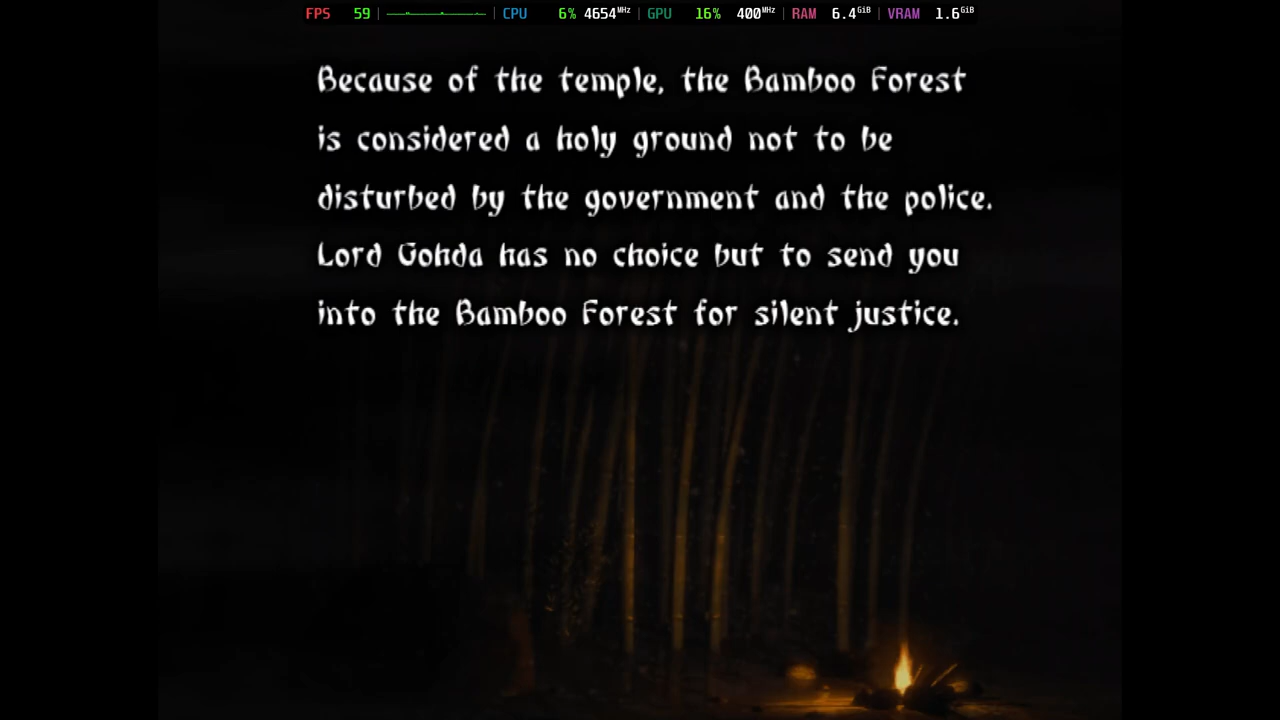 FPS 59 CPU 6% 4654MHz GPU 16% 400MHz RAM 6.4GiB VRAM 1.6GiB
Because of the temple, the Bamboo Forest
is considered a holy ground not to be
disturbed by the government and the police.
Lord Gohda has no choice but to send you
into the Bamboo Forest for silent justice.